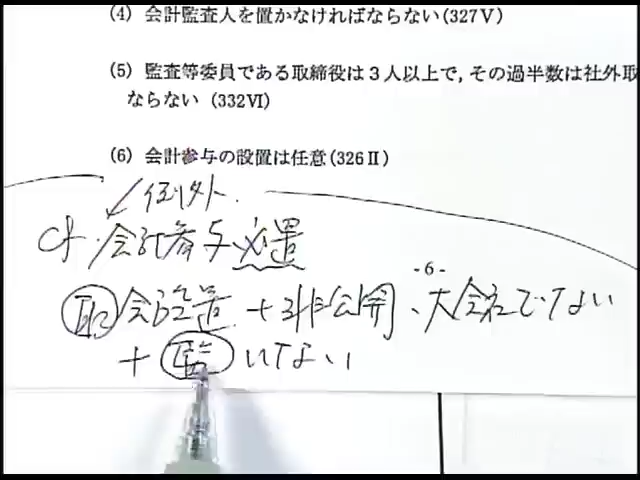 (4) 会計監査人を置かなければならない(327Ⅴ)
(5) 監査等委員である取締役は3人以上で,その過半数は社外取
ならない (332Ⅵ)
(6) 会計参与の設置は任意(326Ⅱ)
例外
cf. 会計参与必置
-6-
取 会設置 + 非公開、大会社でない
+ 監 いてない